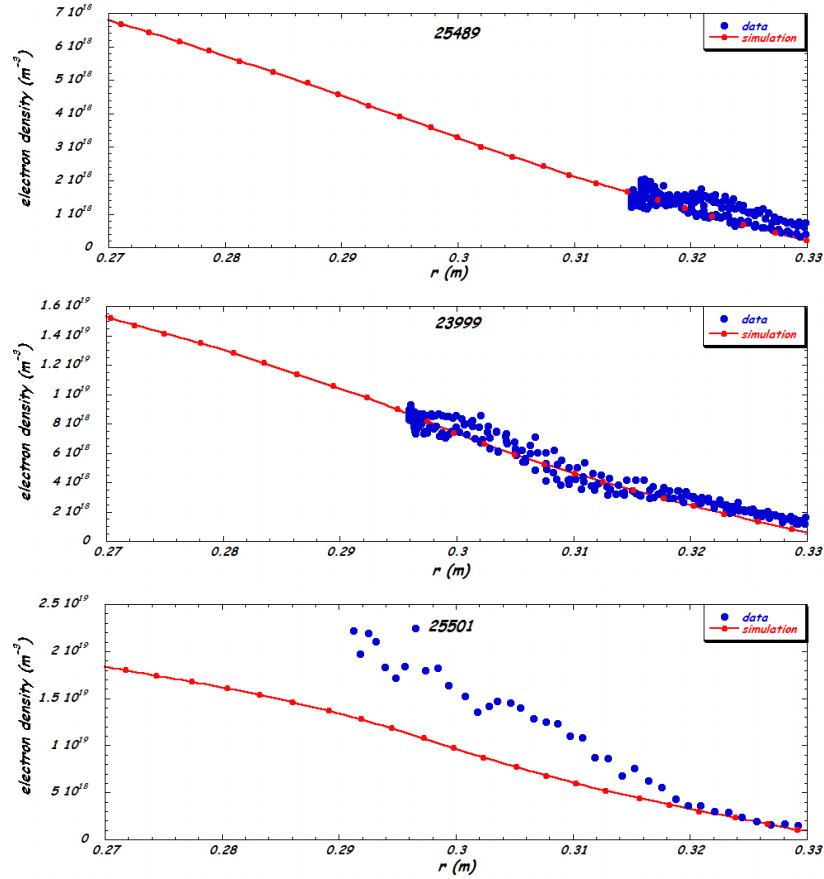 7 10^18
25489
data
simulation
6 10^18
5 10^18
4 10^18
3 10^18
2 10^18
1 10^18
0
electron density (m^-3)
0.27 0.28 0.29 0.3 0.31 0.32 0.33
r (m)
1.6 10^19
23999
data
simulation
1.4 10^19
1.2 10^19
1 10^19
8 10^18
6 10^18
4 10^18
2 10^18
0
electron density (m^-3)
0.27 0.28 0.29 0.3 0.31 0.32 0.33
r (m)
2.5 10^19
25501
data
simulation
2 10^19
1.5 10^19
1 10^19
5 10^18
0
electron density (m^-3)
0.27 0.28 0.29 0.3 0.31 0.32 0.33
r (m)